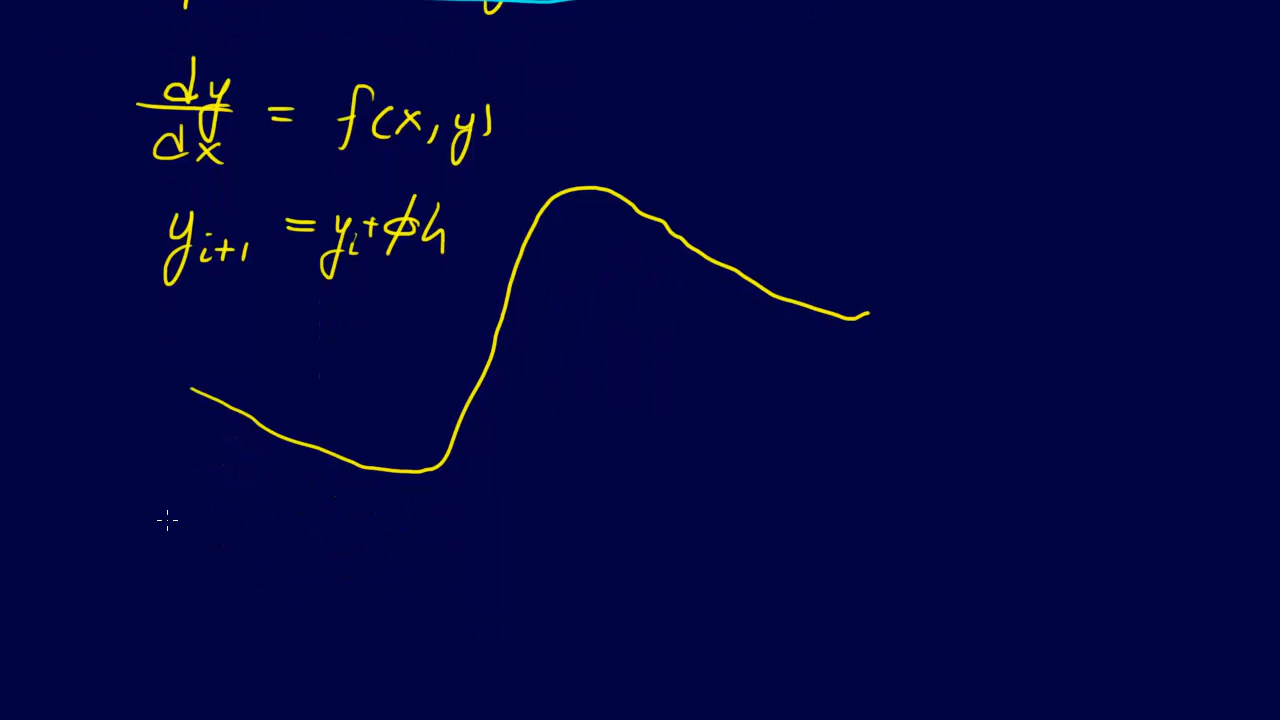 dy/dx = f(x, y)
y_{i+1} = y_i + ϕh